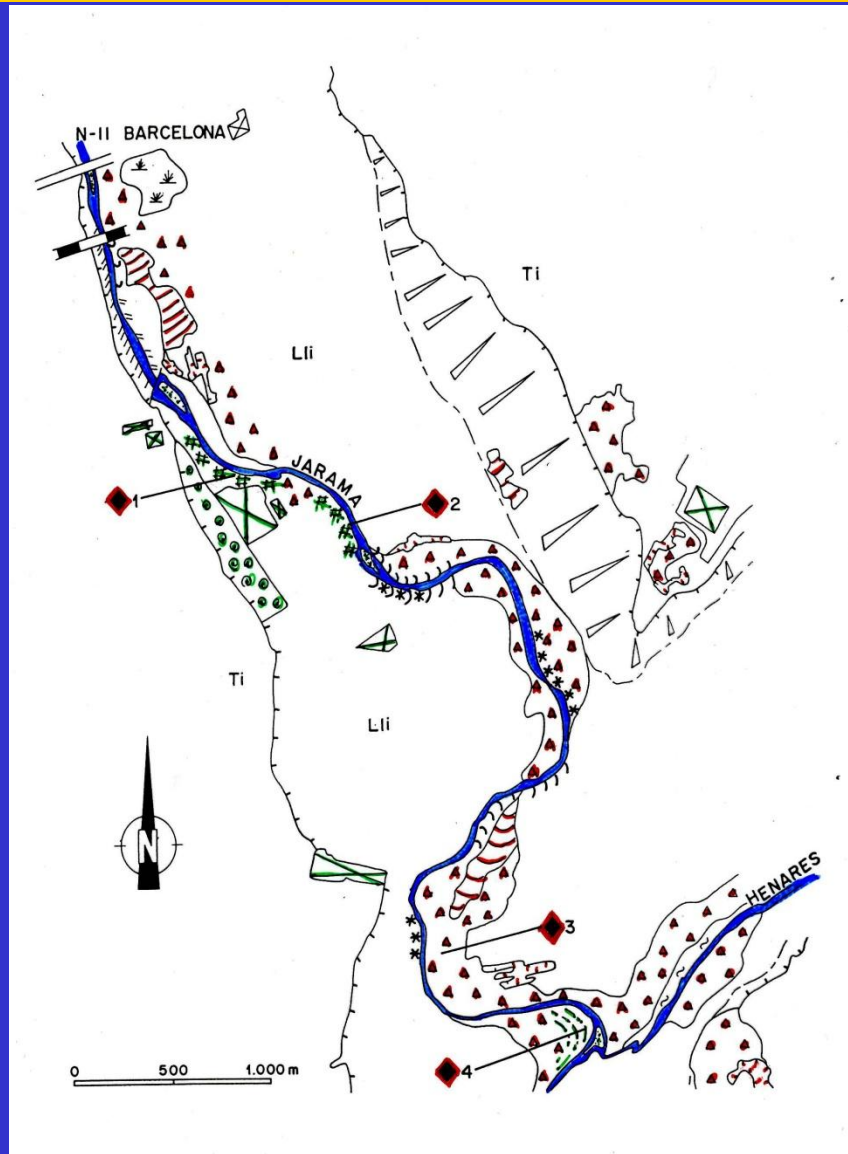 N-II BARCELONA
Ti
Lli
JARAMA
1
2
Ti
Lli
N
HENARES
3
4
0 500 1.000 m